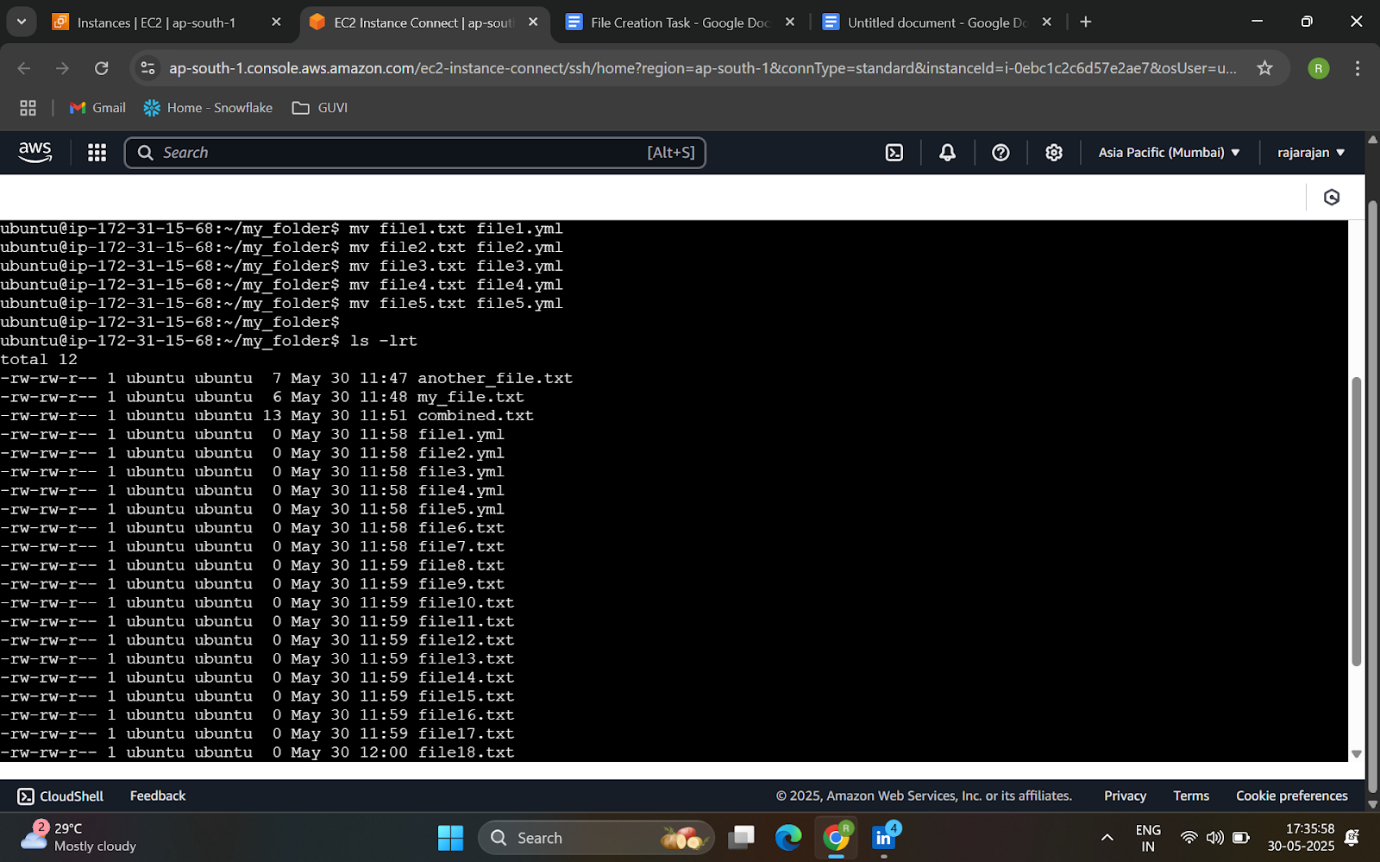 Instances | EC2 | ap-south-1
EC2 Instance Connect | ap-sout
File Creation Task - Google Doc
Untitled document - Google Do
ap-south-1.console.aws.amazon.com/ec2-instance-connect/ssh/home?region=ap-south-1&connType=standard&instanceId=i-0ebc1c2c6d57e2ae7&osUser=u...
R
Gmail
Home - Snowflake
GUVI
aws
Search
[Alt+S]
Asia Pacific (Mumbai)
rajarajan
ubuntu@ip-172-31-15-68:~/my_folder$ mv file1.txt file1.yml
ubuntu@ip-172-31-15-68:~/my_folder$ mv file2.txt file2.yml
ubuntu@ip-172-31-15-68:~/my_folder$ mv file3.txt file3.yml
ubuntu@ip-172-31-15-68:~/my_folder$ mv file4.txt file4.yml
ubuntu@ip-172-31-15-68:~/my_folder$ mv file5.txt file5.yml
ubuntu@ip-172-31-15-68:~/my_folder$
ubuntu@ip-172-31-15-68:~/my_folder$ ls -lrt
total 12
-rw-rw-r-- 1 ubuntu ubuntu  7 May 30 11:47 another_file.txt
-rw-rw-r-- 1 ubuntu ubuntu  6 May 30 11:48 my_file.txt
-rw-rw-r-- 1 ubuntu ubuntu 13 May 30 11:51 combined.txt
-rw-rw-r-- 1 ubuntu ubuntu  0 May 30 11:58 file1.yml
-rw-rw-r-- 1 ubuntu ubuntu  0 May 30 11:58 file2.yml
-rw-rw-r-- 1 ubuntu ubuntu  0 May 30 11:58 file3.yml
-rw-rw-r-- 1 ubuntu ubuntu  0 May 30 11:58 file4.yml
-rw-rw-r-- 1 ubuntu ubuntu  0 May 30 11:58 file5.yml
-rw-rw-r-- 1 ubuntu ubuntu  0 May 30 11:58 file6.txt
-rw-rw-r-- 1 ubuntu ubuntu  0 May 30 11:58 file7.txt
-rw-rw-r-- 1 ubuntu ubuntu  0 May 30 11:59 file8.txt
-rw-rw-r-- 1 ubuntu ubuntu  0 May 30 11:59 file9.txt
-rw-rw-r-- 1 ubuntu ubuntu  0 May 30 11:59 file10.txt
-rw-rw-r-- 1 ubuntu ubuntu  0 May 30 11:59 file11.txt
-rw-rw-r-- 1 ubuntu ubuntu  0 May 30 11:59 file12.txt
-rw-rw-r-- 1 ubuntu ubuntu  0 May 30 11:59 file13.txt
-rw-rw-r-- 1 ubuntu ubuntu  0 May 30 11:59 file14.txt
-rw-rw-r-- 1 ubuntu ubuntu  0 May 30 11:59 file15.txt
-rw-rw-r-- 1 ubuntu ubuntu  0 May 30 11:59 file16.txt
-rw-rw-r-- 1 ubuntu ubuntu  0 May 30 11:59 file17.txt
-rw-rw-r-- 1 ubuntu ubuntu  0 May 30 12:00 file18.txt
CloudShell
Feedback
© 2025, Amazon Web Services, Inc. or its affiliates.
Privacy
Terms
Cookie preferences
2
29°C
Mostly cloudy
Search
R
in
4
ENG
IN
17:35:58
30-05-2025